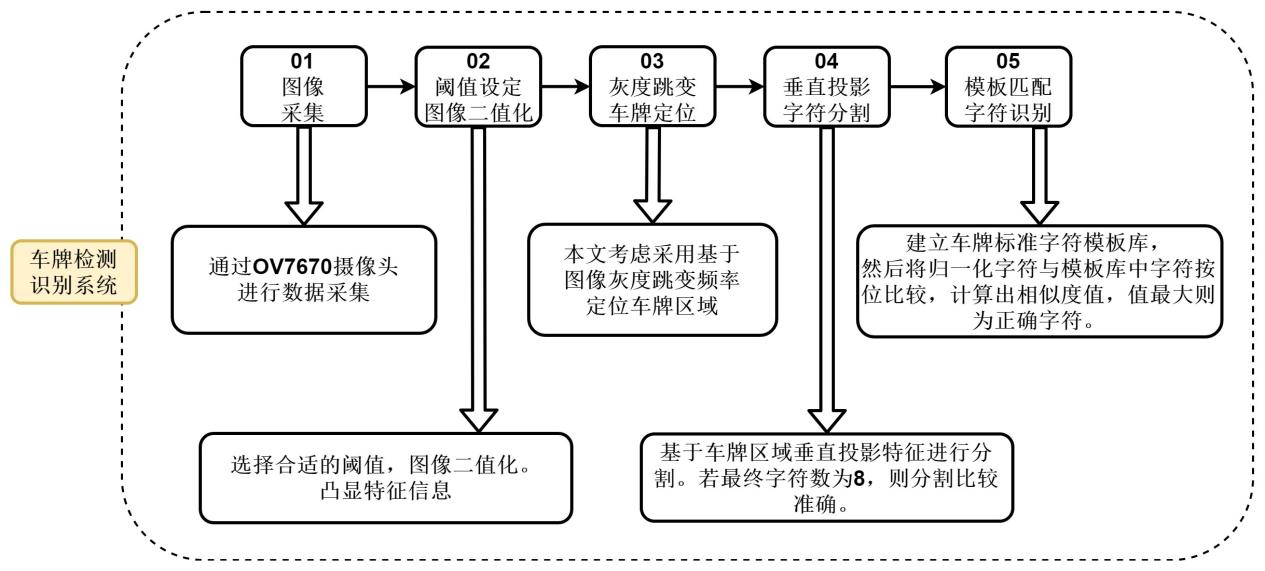 01
图像
采集
02
阈值设定
图像二值化
03
灰度跳变
车牌定位
04
垂直投影
字符分割
05
模板匹配
字符识别
车牌检测
识别系统
通过OV7670摄像头
进行数据采集
本文考虑采用基于
图像灰度跳变频率
定位车牌区域
建立车牌标准字符模板库，
然后将归一化字符与模板库中字符按
位比较，计算出相似度值，值最大则
为正确字符。
选择合适的阈值，图像二值化。
凸显特征信息
基于车牌区域垂直投影特征进行分
割。若最终字符数为8，则分割比较
准确。